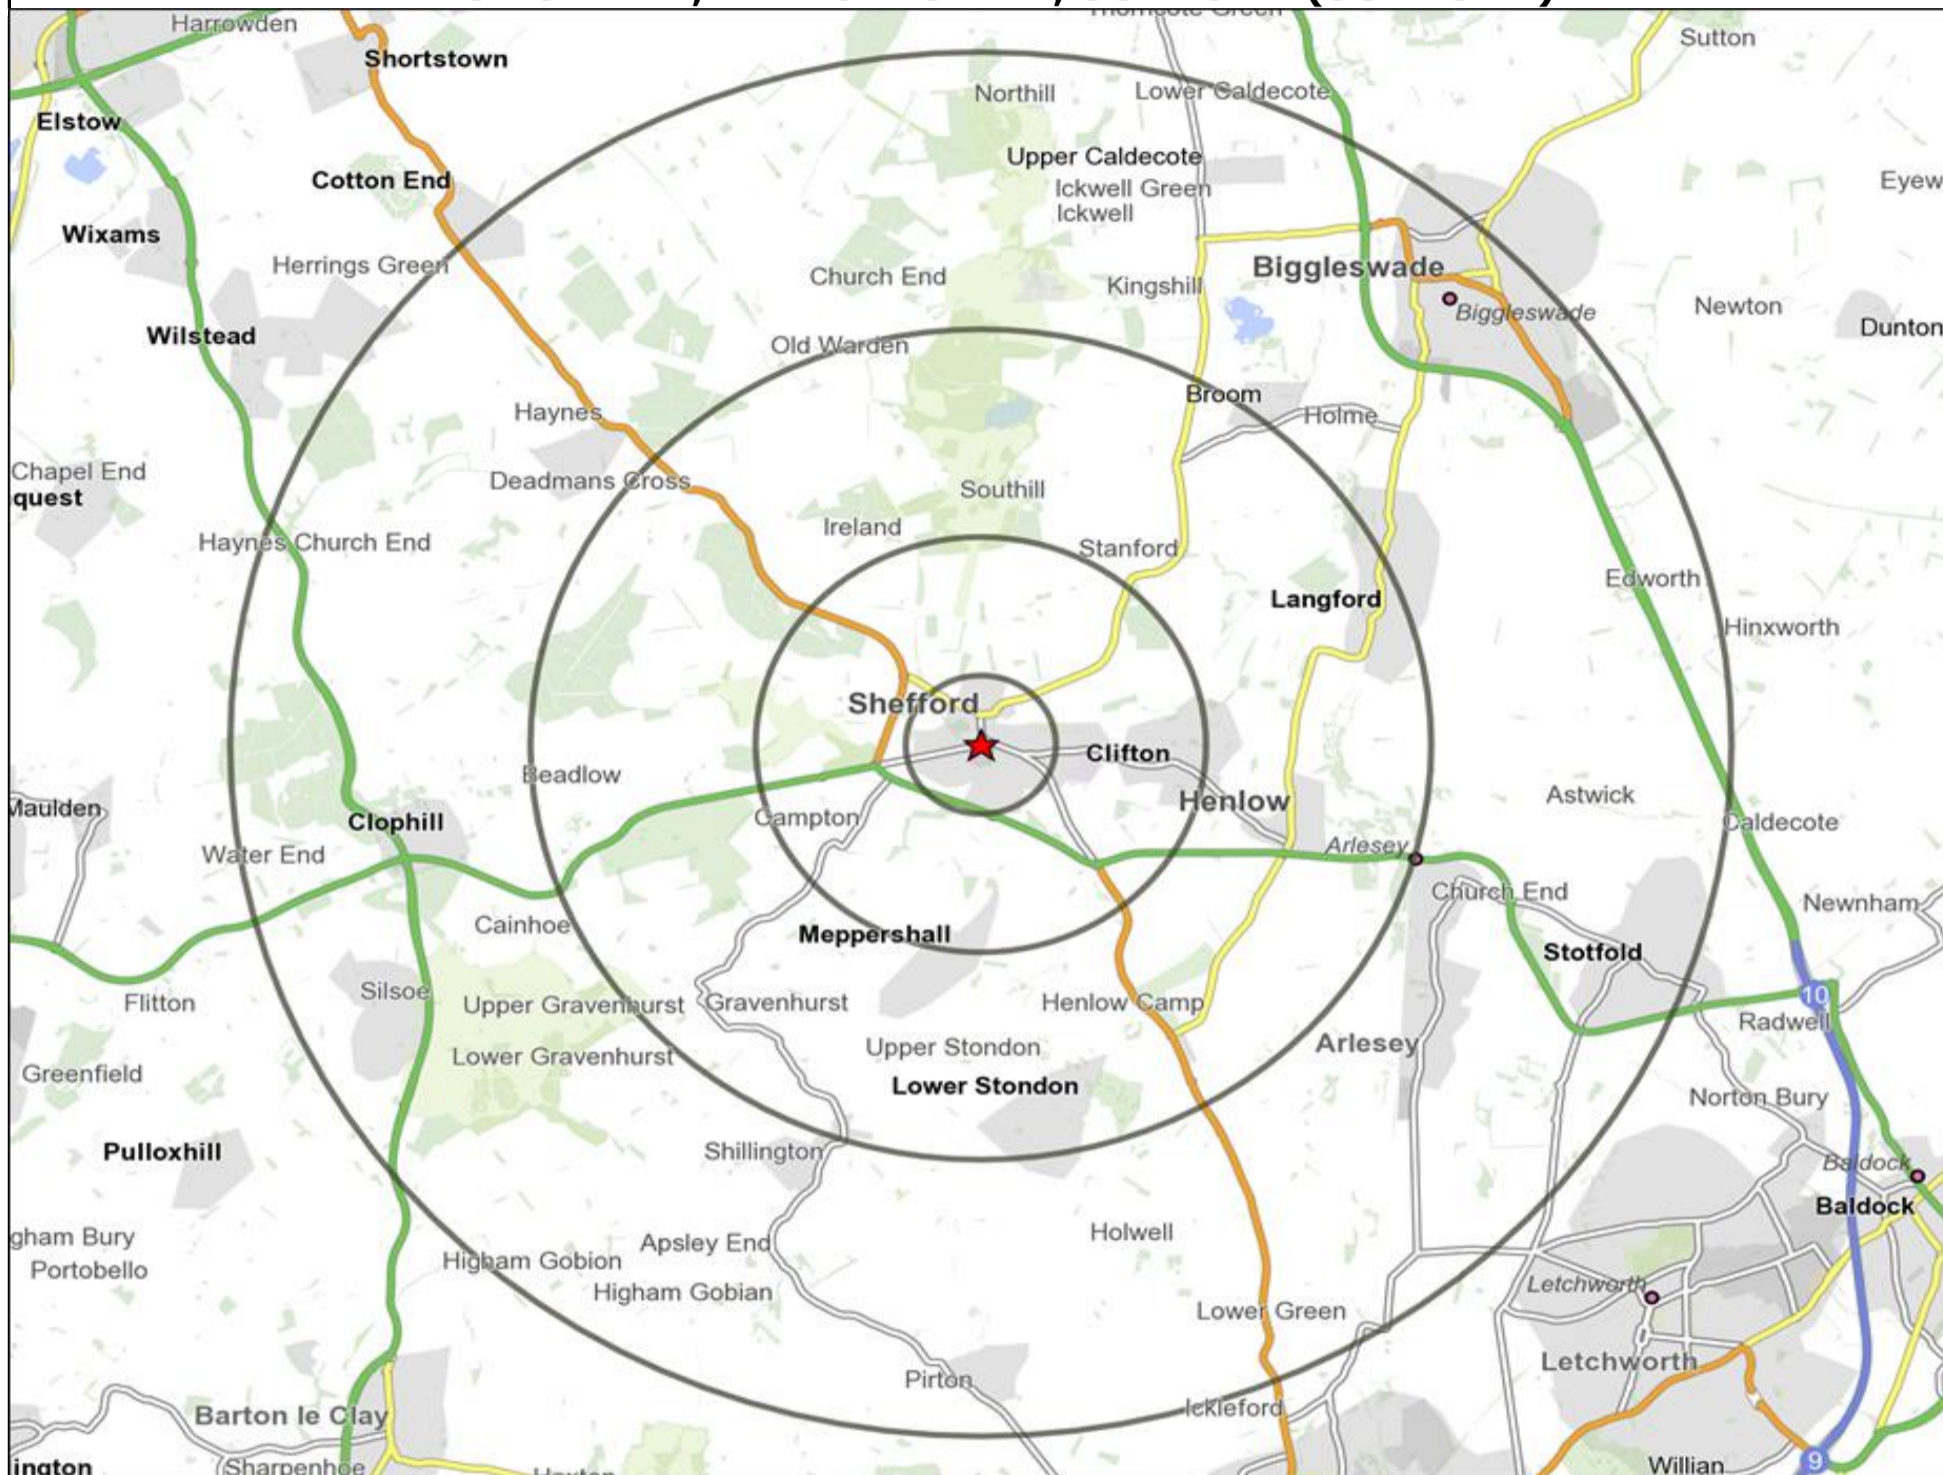 Harrowden
Shortstown
Sutton
Northill
Lower Caldecote
Elstow
Upper Caldecote
Cotton End
Ickwell Green
Ickwell
Wixams
Herrings Green
Church End
Kingshill
Biggleswade
Biggleswade
Newton
Dunton
Wilstead
Old Warden
Broom
Haynes
Holme
Chapel End
quest
Deadmans Cross
Southill
Ireland
Haynes Church End
Stanford
Edworth
Langford
Hinxworth
Shefford
Clifton
Beadlow
Henlow
Astwick
Maulden
Clophill
Campton
Caldecote
Water End
Arlesey
Church End
Newnham
Cainhoe
Meppershall
Stotfold
Silsoe
Flitton
Upper Gravenhurst
Gravenhurst
Henlow Camp
10
Radwell
Upper Stondon
Arlesey
Lower Gravenhurst
Greenfield
Lower Stondon
Norton Bury
Pulloxhill
Shillington
Baldock
Baldock
gham Bury
Apsley End
Holwell
Higham Gobion
Portobello
Higham Gobian
Letchworth
Lower Green
Letchworth
Pirton
Ickleford
Barton le Clay
Willian
9
ington
Sharpenhoe